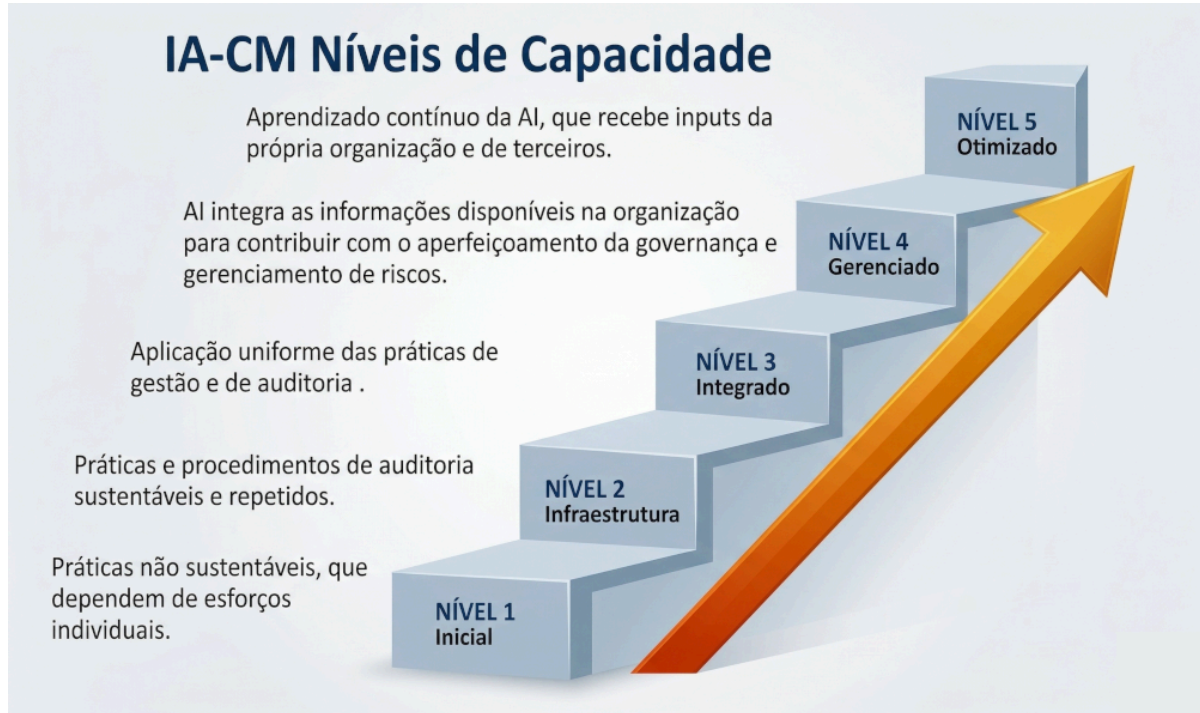 IA-CM Níveis de Capacidade
Aprendizado contínuo da AI, que recebe inputs da
própria organização e de terceiros.
NÍVEL 5
Otimizado
AI integra as informações disponíveis na organização
para contribuir com o aperfeiçoamento da governança e
gerenciamento de riscos.
NÍVEL 4
Gerenciado
Aplicação uniforme das práticas de
gestão e de auditoria .
NÍVEL 3
Integrado
Práticas e procedimentos de auditoria
sustentáveis e repetidos.
NÍVEL 2
Infraestrutura
Práticas não sustentáveis, que
dependem de esforços
individuais.
NÍVEL 1
Inicial